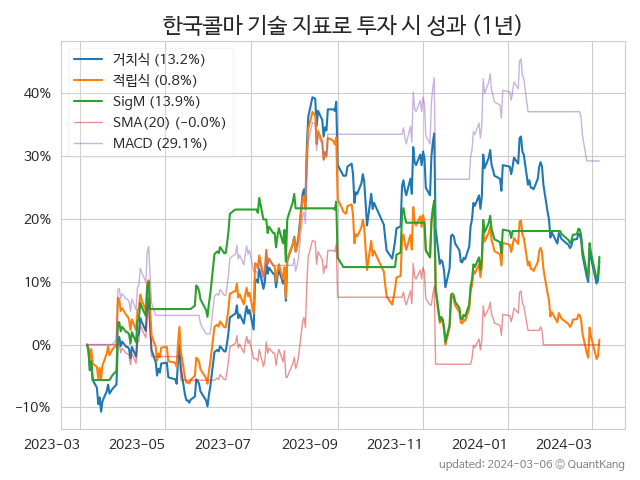 한국콜마 기술 지표로 투자 시 성과 (1년)
거치식 (13.2%)
적립식 (0.8%)
SigM (13.9%)
SMA(20) (-0.0%)
MACD (29.1%)
40%
30%
20%
10%
0%
-10%
2023-03 2023-05 2023-07 2023-09 2023-11 2024-01 2024-03
updated: 2024-03-06 ⓒ QuantKang